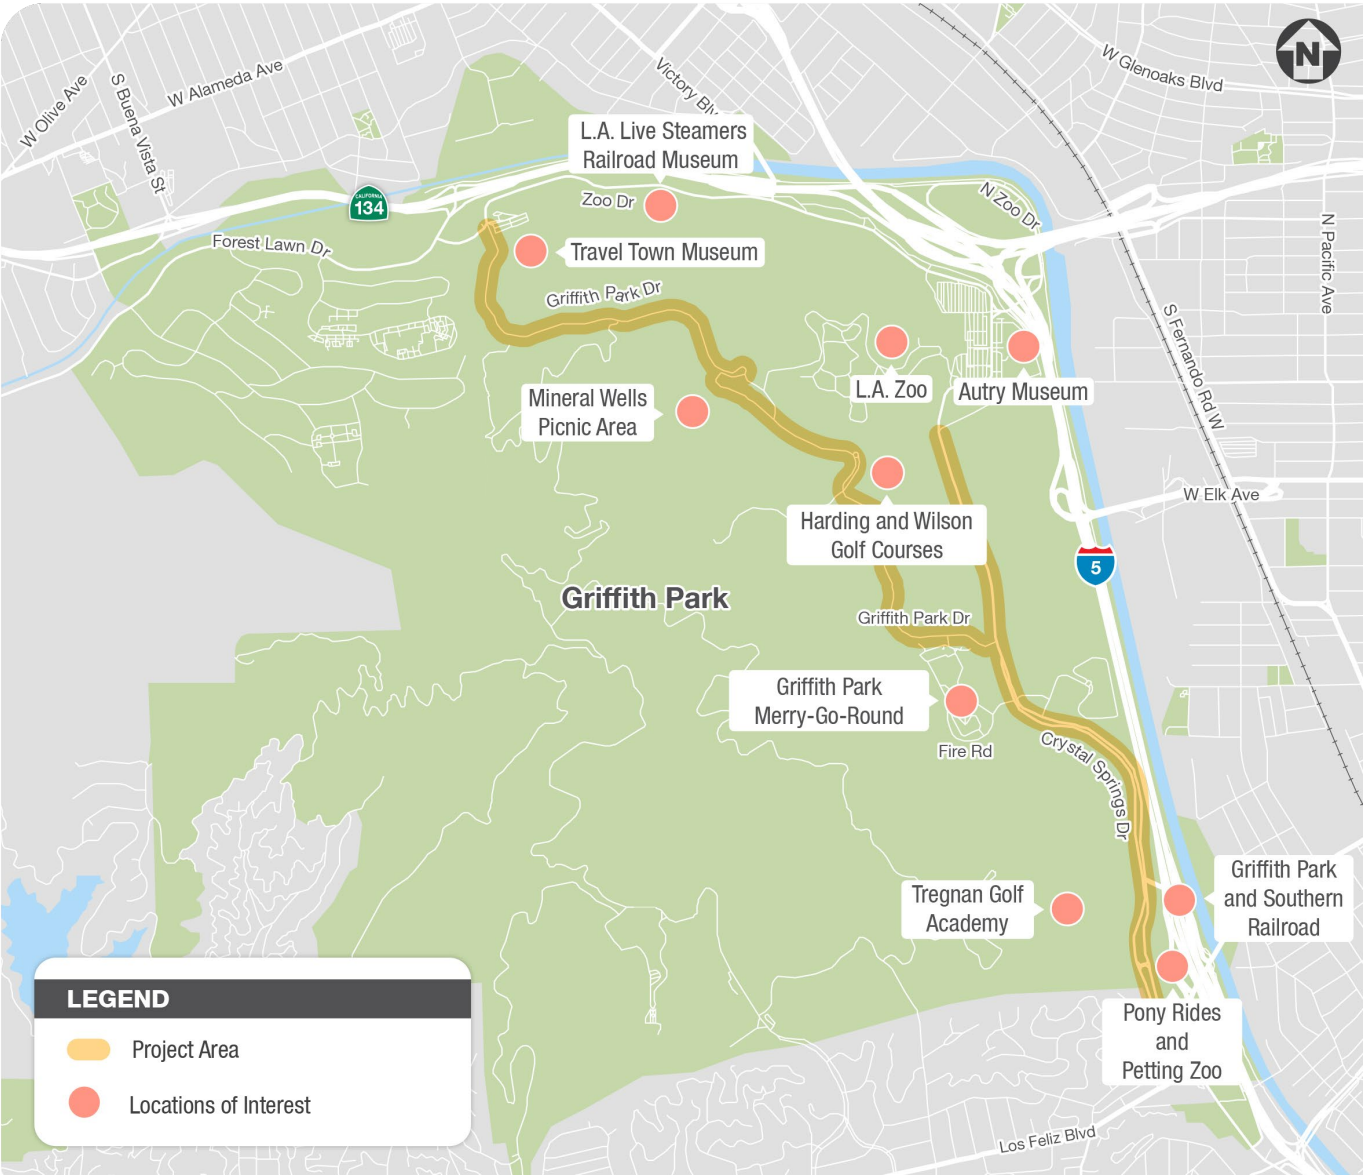 W Olive Ave
S Buena Vista St
W Alameda Ave
Victory Blv
W Glenoaks Blvd
N
L.A. Live Steamers
Railroad Museum
CALIFORNIA
134
Zoo Dr
N Zoo Dr
Forest Lawn Dr
Travel Town Museum
N Pacific Ave
Griffith Park Dr
S Fernando Rd W
L.A. Zoo
Autry Museum
Mineral Wells
Picnic Area
W Elk Ave
Harding and Wilson
Golf Courses
5
Griffith Park
Griffith Park Dr
Griffith Park
Merry-Go-Round
Fire Rd
Crystal Springs Dr
Griffith Park
and Southern
Railroad
Tregnan Golf
Academy
Pony Rides
and
Petting Zoo
Los Feliz Blvd
LEGEND
Project Area
Locations of Interest